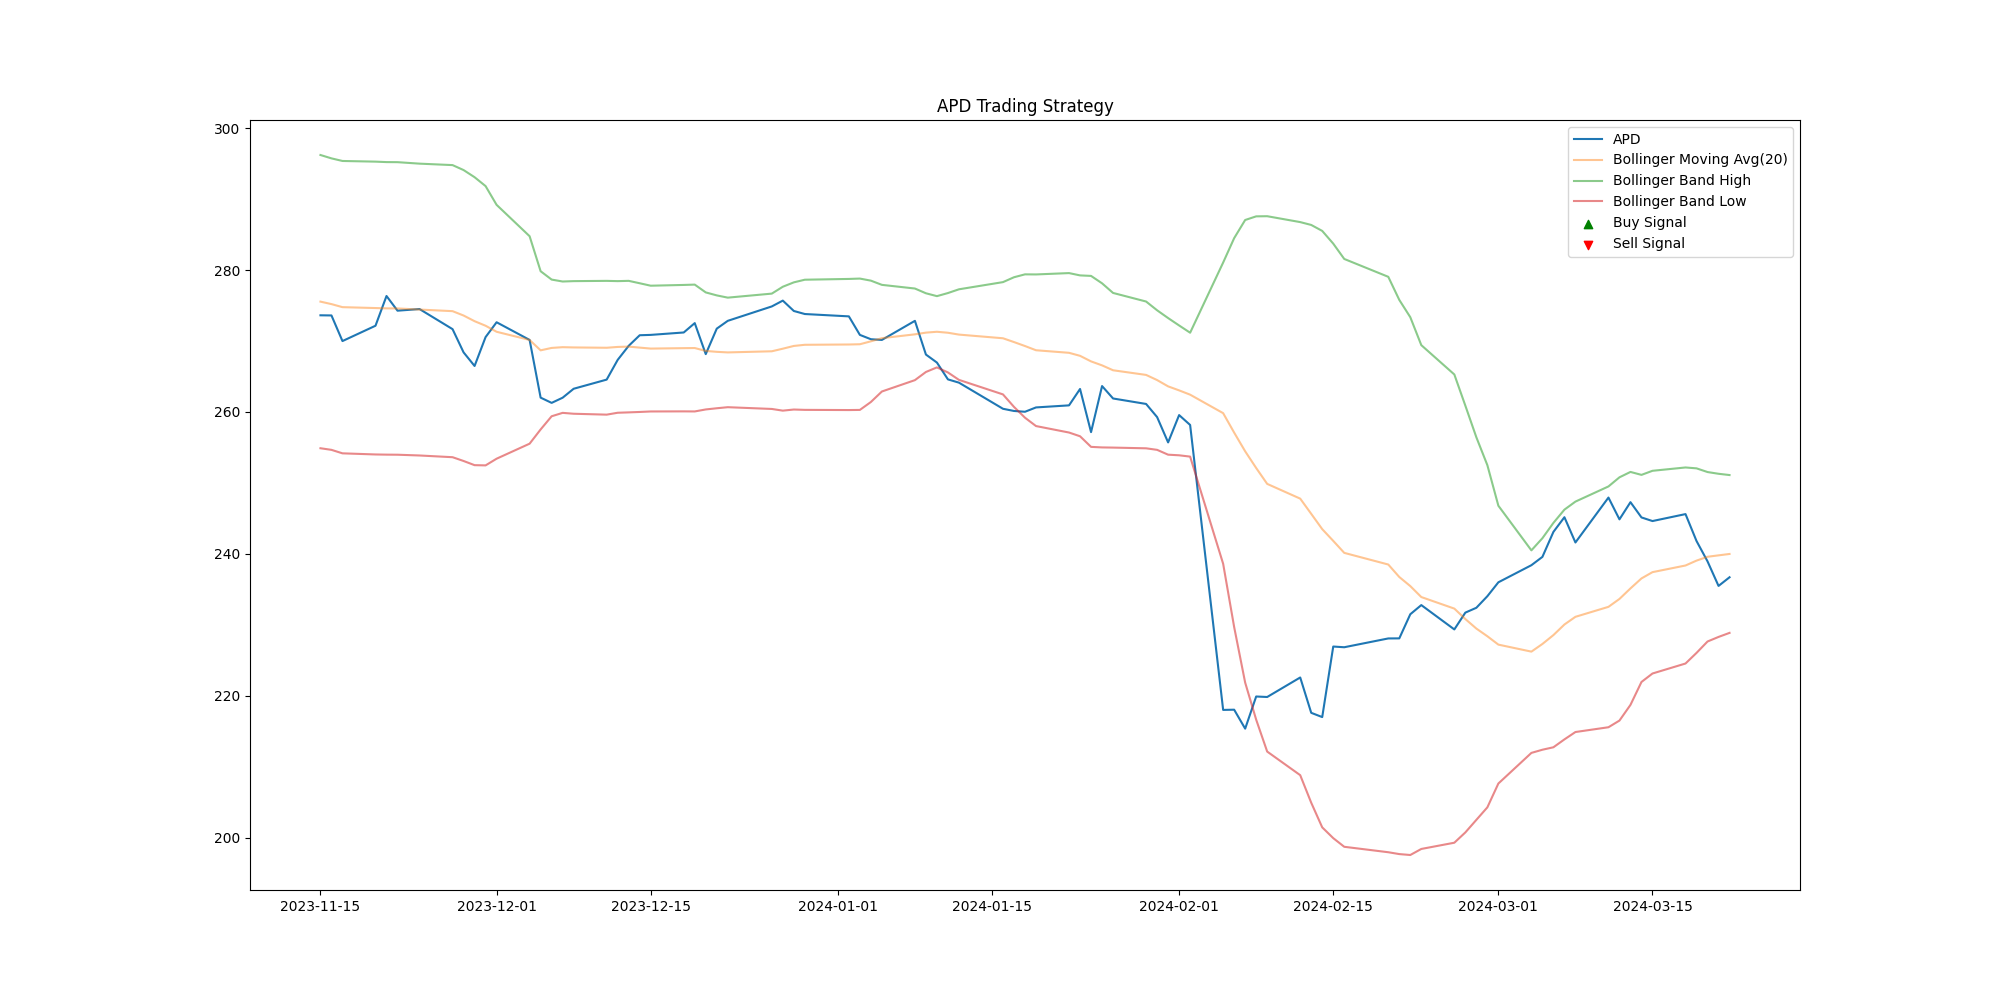 APD Trading Strategy
300
280
260
240
220
200
APD
Bollinger Moving Avg(20)
Bollinger Band High
Bollinger Band Low
Buy Signal
Sell Signal
2023-11-15
2023-12-01
2023-12-15
2024-01-01
2024-01-15
2024-02-01
2024-02-15
2024-03-01
2024-03-15